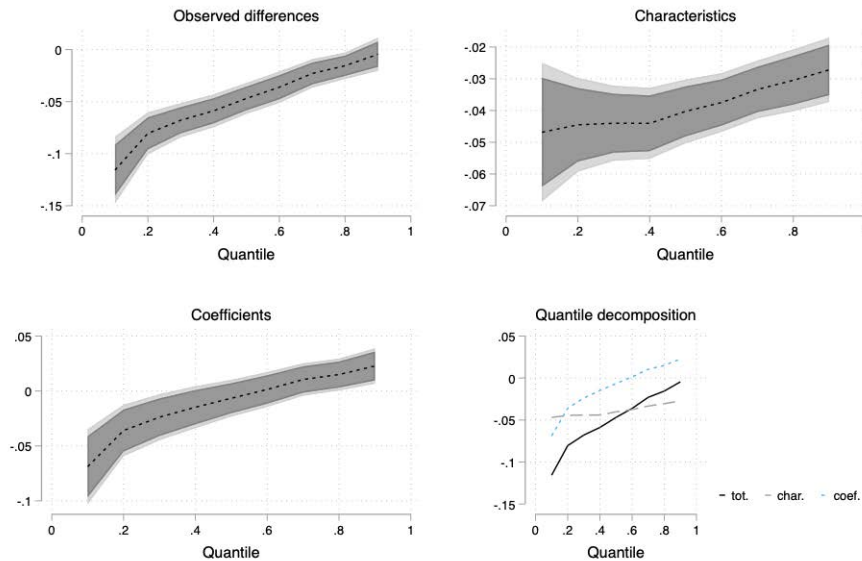 Observed differences
0
-.05
-.1
-.15
0 .2 .4 .6 .8 1
Quantile
Characteristics
-.02
-.03
-.04
-.05
-.06
-.07
0 .2 .4 .6 .8
Quantile
Coefficients
.05
0
-.05
-.1
0 .2 .4 .6 .8 1
Quantile
Quantile decomposition
.05
0
-.05
-.1
-.15
0 .2 .4 .6 .8 1
Quantile
tot. char. coef.